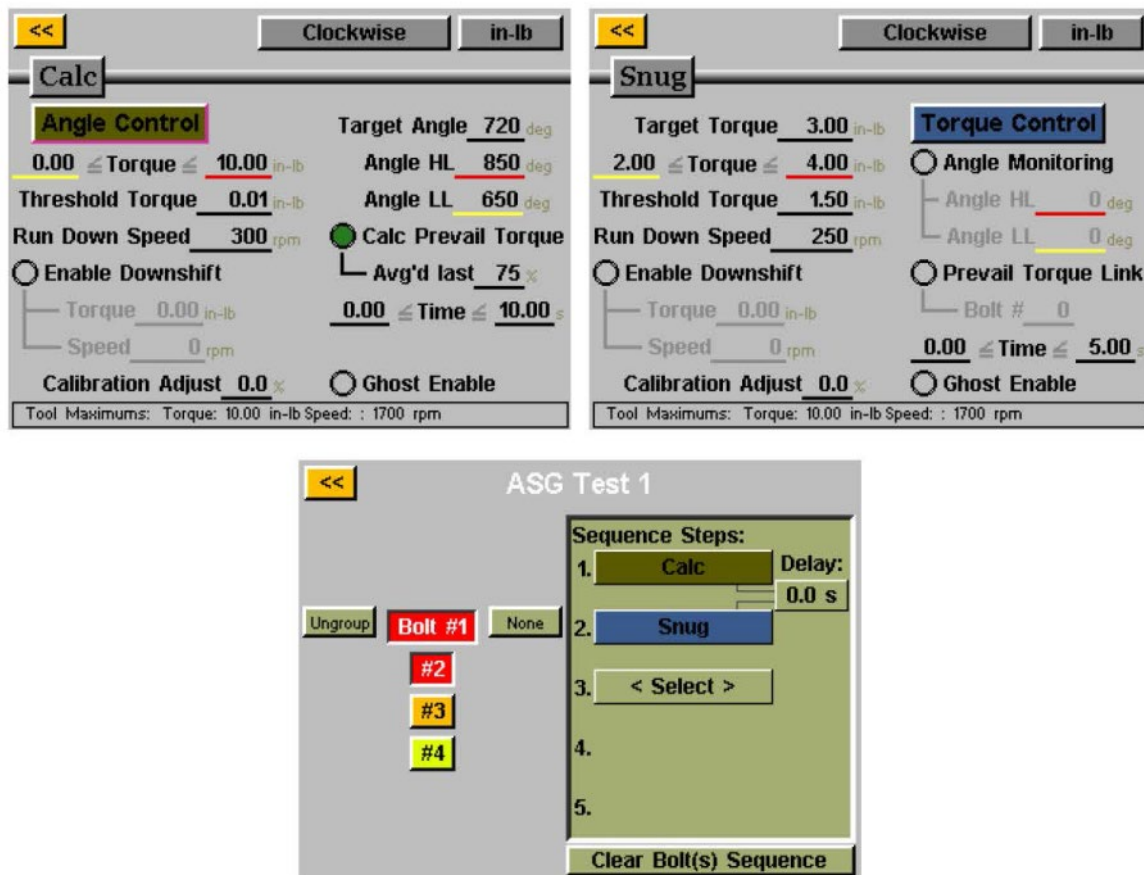 << Clockwise in-lb
Calc
Angle Control Target Angle 720 deg
0.00 ≤ Torque ≤ 10.00 in-lb Angle HL 850 deg
Threshold Torque 0.01 in-lb Angle LL 650 deg
Run Down Speed 300 rpm Calc Prevail Torque
Enable Downshift Avg'd last 75 %
Torque 0.00 in-lb 0.00 ≤ Time ≤ 10.00 s
Speed 0 rpm
Calibration Adjust 0.0 % Ghost Enable
Tool Maximums: Torque: 10.00 in-lb Speed: : 1700 rpm
<< Clockwise in-lb
Snug
Target Torque 3.00 in-lb Torque Control
2.00 ≤ Torque ≤ 4.00 in-lb Angle Monitoring
Threshold Torque 1.50 in-lb Angle HL 0 deg
Run Down Speed 250 rpm Angle LL 0 deg
Enable Downshift Prevail Torque Link
Torque 0.00 in-lb Bolt # 0
Speed 0 rpm 0.00 ≤ Time ≤ 5.00 s
Calibration Adjust 0.0 % Ghost Enable
Tool Maximums: Torque: 10.00 in-lb Speed: : 1700 rpm
<< ASG Test 1
Sequence Steps:
1. Calc Delay:
0.0 s
Ungroup Bolt #1 None 2. Snug
#2 3. < Select >
#3
#4 4.
5.
Clear Bolt(s) Sequence